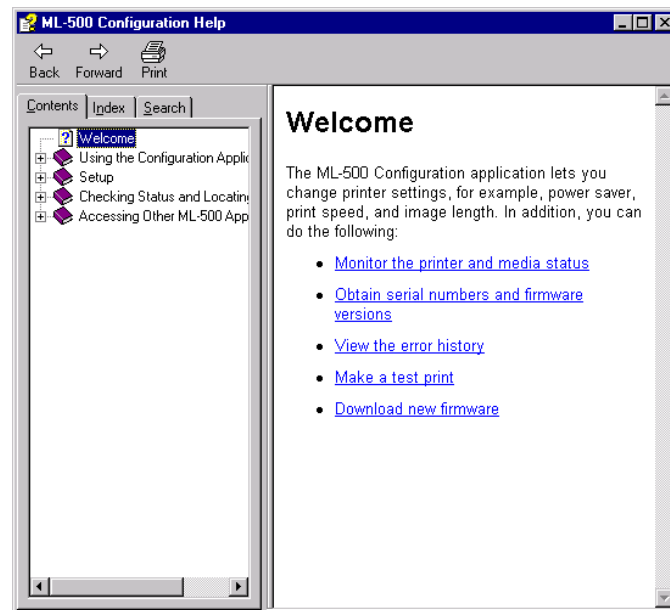 ML-500 Configuration Help
Back Forward Print
Contents Index Search
Welcome
Using the Configuration Applic
Setup
Checking Status and Locating
Accessing Other ML-500 App
Welcome
The ML-500 Configuration application lets you
change printer settings, for example, power saver,
print speed, and image length. In addition, you can
do the following:
• Monitor the printer and media status
• Obtain serial numbers and firmware
versions
• View the error history
• Make a test print
• Download new firmware